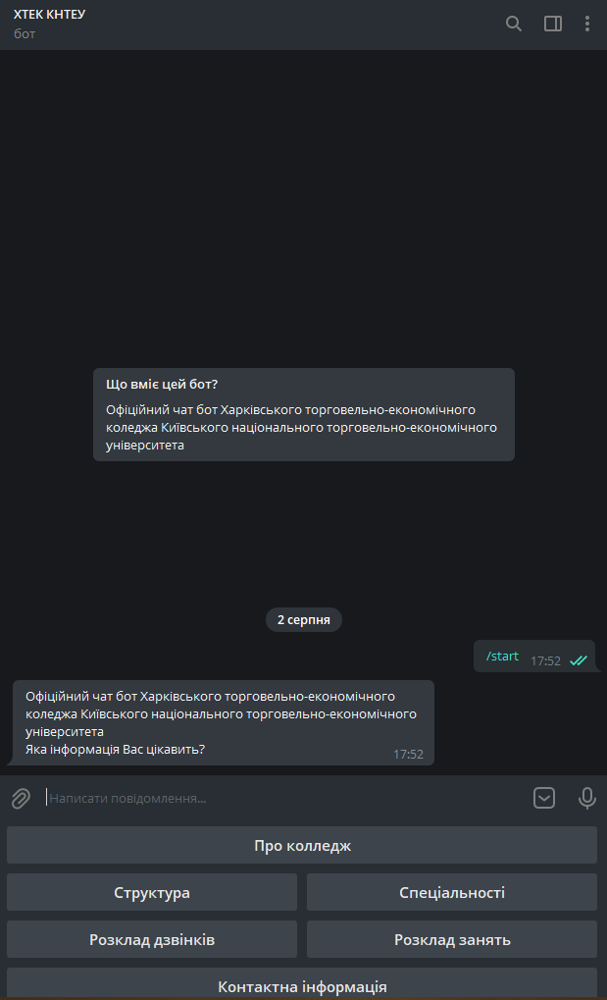 ХТЕК КНТЕУ
бот
Що вміє цей бот?
Офіційний чат бот Харківського торговельно-економічного
коледжа Київського національного торговельно-економічного
університета
2 серпня
/start 17:52
Офіційний чат бот Харківського торговельно-економічного
коледжа Київського національного торговельно-економічного
університета
Яка інформація Вас цікавить?
17:52
Написати повідомлення...
Про колледж
Структура
Спеціальності
Розклад дзвінків
Розклад занять
Контактна інформація